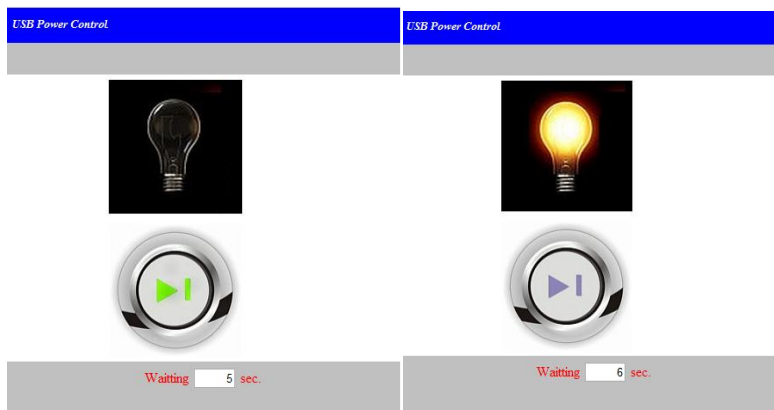 USB Power Control.
USB Power Control.
Waitting 5 sec.
Waitting 6 sec.